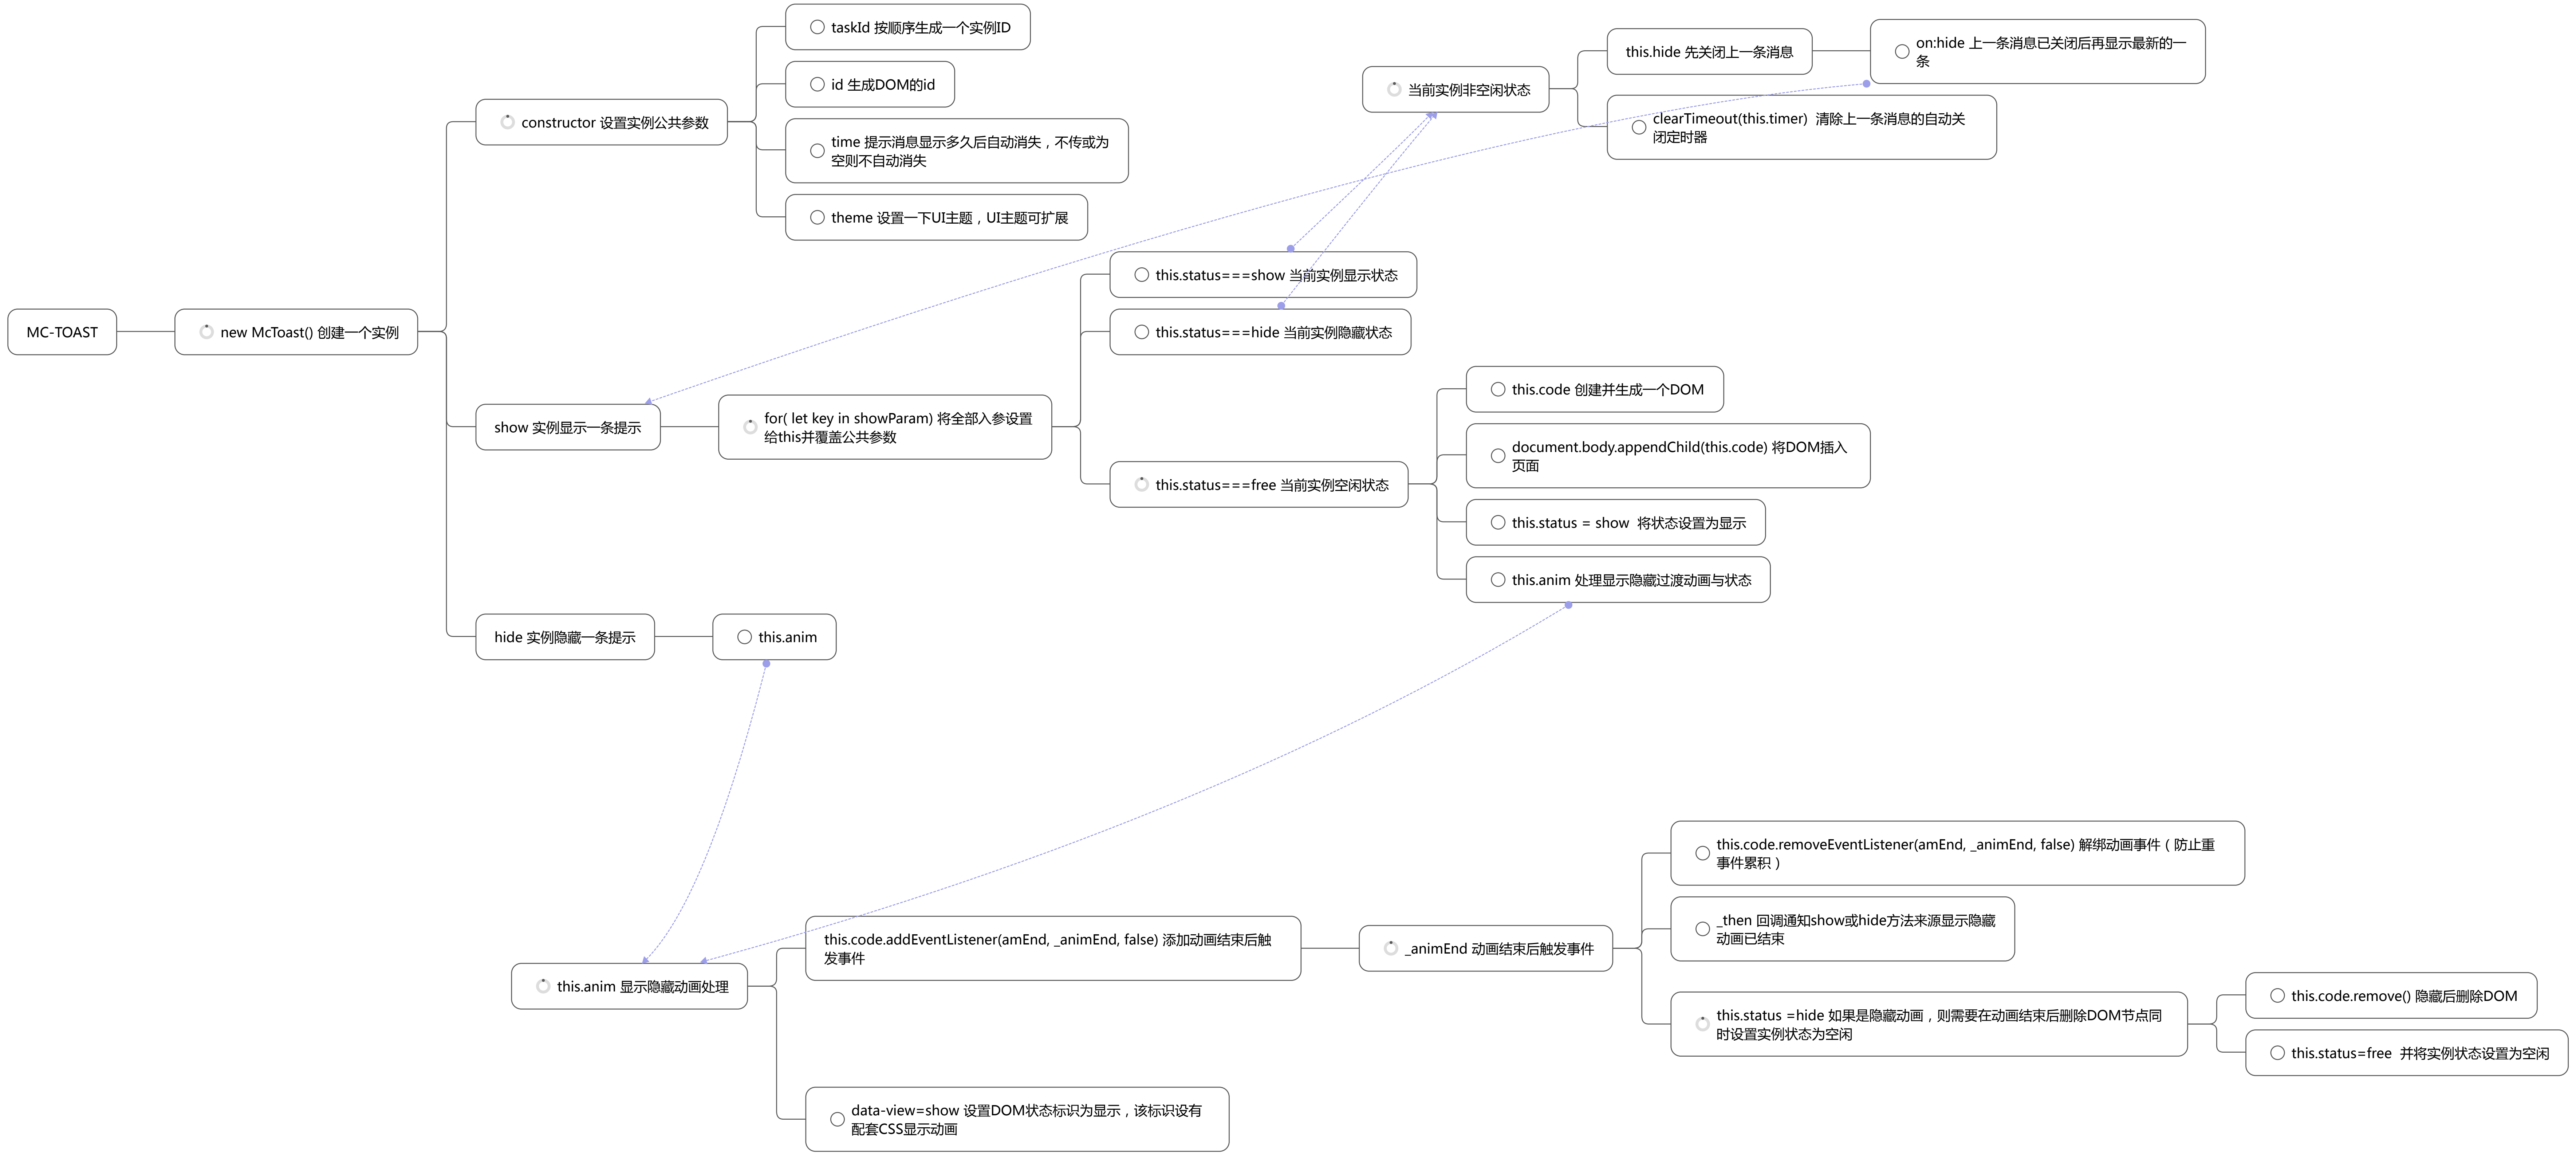 MC-TOAST
new McToast() 创建一个实例
constructor 设置实例公共参数
taskId 按顺序生成一个实例ID
id 生成DOM的id
time 提示消息显示多久后自动消失，不传或为
空则不自动消失
theme 设置一下UI主题，UI主题可扩展
show 实例显示一条提示
for( let key in showParam) 将全部入参设置
给this并覆盖公共参数
this.status===show 当前实例显示状态
this.status===hide 当前实例隐藏状态
this.status===free 当前实例空闲状态
this.code 创建并生成一个DOM
document.body.appendChild(this.code) 将DOM插入
页面
this.status = show  将状态设置为显示
this.anim 处理显示隐藏过渡动画与状态
hide 实例隐藏一条提示
this.anim
当前实例非空闲状态
this.hide 先关闭上一条消息
on:hide 上一条消息已关闭后再显示最新的一
条
clearTimeout(this.timer)  清除上一条消息的自动关
闭定时器
this.anim 显示隐藏动画处理
this.code.addEventListener(amEnd, _animEnd, false) 添加动画结束后触
发事件
_animEnd 动画结束后触发事件
this.code.removeEventListener(amEnd, _animEnd, false) 解绑动画事件（防止重
事件累积）
_then 回调通知show或hide方法来源显示隐藏
动画已结束
this.status =hide 如果是隐藏动画，则需要在动画结束后删除DOM节点同
时设置实例状态为空闲
this.code.remove() 隐藏后删除DOM
this.status=free  并将实例状态设置为空闲
data-view=show 设置DOM状态标识为显示，该标识设有
配套CSS显示动画